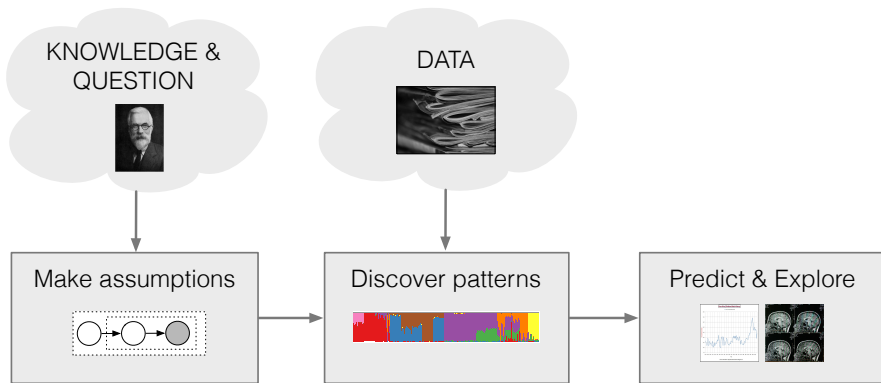 KNOWLEDGE &
QUESTION
DATA
Make assumptions
Discover patterns
Predict & Explore